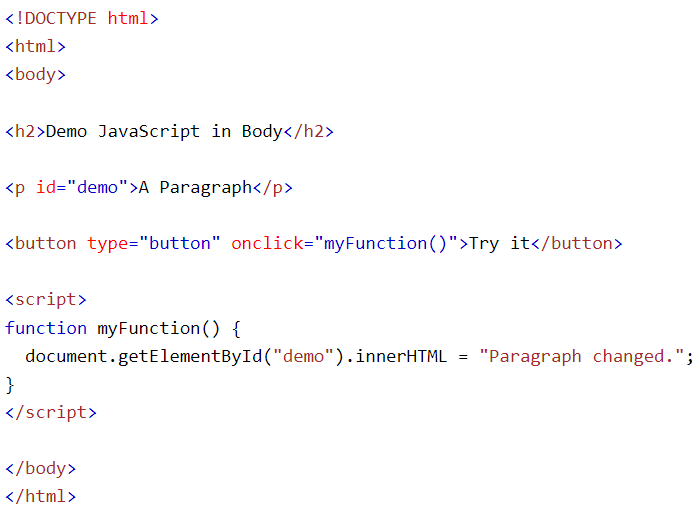 <!DOCTYPE html>
<html>
<body>

<h2>Demo JavaScript in Body</h2>

<p id="demo">A Paragraph</p>

<button type="button" onclick="myFunction()">Try it</button>

<script>
function myFunction() {
  document.getElementById("demo").innerHTML = "Paragraph changed.";
}
</script>

</body>
</html>